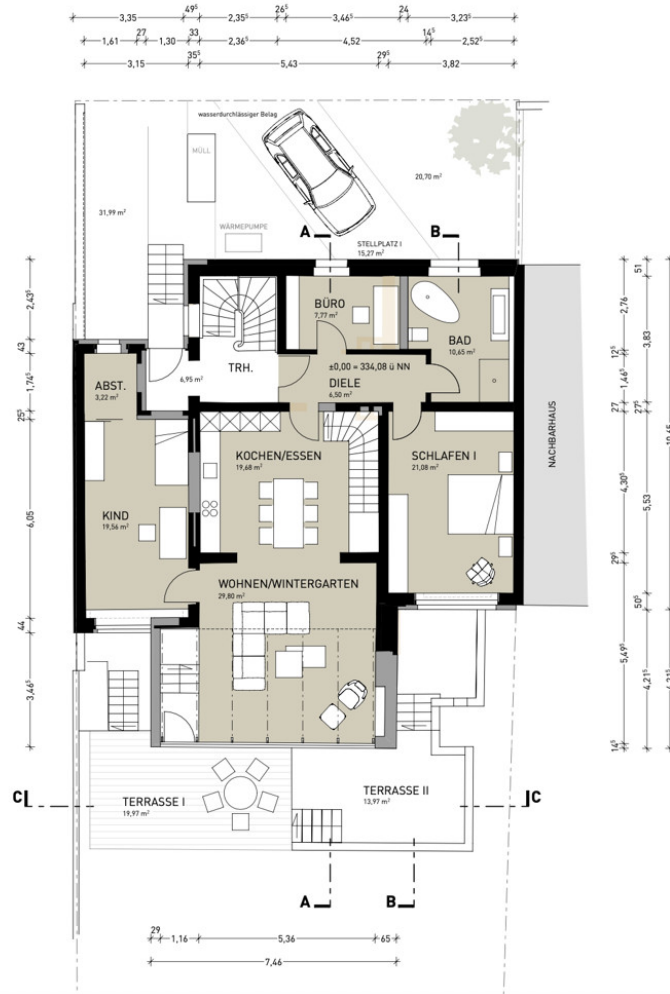 3,35 49⁵ 2,35⁵ 26⁵ 3,46⁵ 24 3,23⁵
1,61 27 1,30 33 2,36⁵ 4,52 14⁵ 2,52⁵
3,15 35⁵ 5,43 29⁵ 3,82
wasserdurchlässiger Belag
MÜLL
20,70 m²
31,99 m²
WÄRMEPUMPE
A
B
STELLPLATZ I
15,27 m²
BÜRO
7,77 m²
BAD
10,65 m²
TRH.
±0,00 = 334,08 ü NN
DIELE
6,50 m²
ABST.
3,22 m²
6,95 m²
KOCHEN/ESSEN
19,68 m²
SCHLAFEN I
21,08 m²
NACHBARHAUS
KIND
19,56 m²
WOHNEN/WINTERGARTEN
29,80 m²
TERRASSE I
19,97 m²
TERRASSE II
13,97 m²
C
C
A
B
2,43⁵
43
1,74⁵
25⁵
6,05
44
3,46⁵
2,76
12⁵
1,46⁵
27
4,30⁵
29⁵
5,49⁵
14⁵
51
3,83
27⁵
5,53
50⁵
4,21⁵
29 1,16 5,36 65
7,46